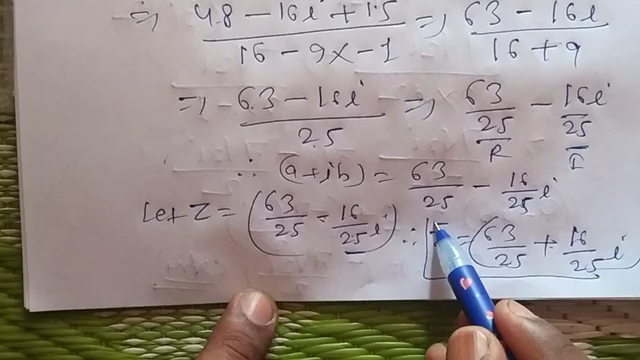 ⇒ (48 - 16i + 15)/(16 - 9x - 1) ⇒ (63 - 16i)/(16 + 9)
⇒ (63 - 16i)/25 ⇒ 63/25 - 16i/25
R I
∴ (a+ib) = 63/25 - 16/25 i
Let Z = (63/25 - 16/25 i) ∴ = (63/25 + 16/25 i)